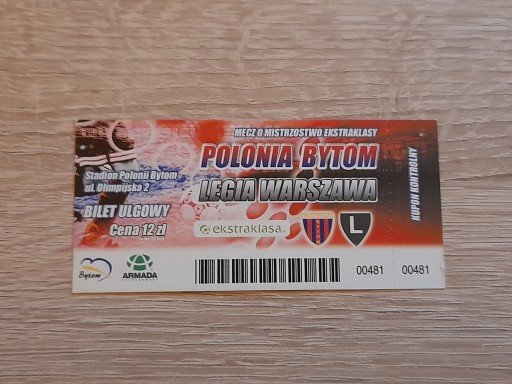 MECZ O MISTRZOSTWO EKSTRAKLASY
POLONIA BYTOM
LEGIA WARSZAWA
Stadion Polonii Bytom
ul. Olimpijska 2
BILET ULGOWY
Cena 12 zł
ekstraklasa
L
Bytom
ARMADA
00481
00481
KUPON KONTROLNY